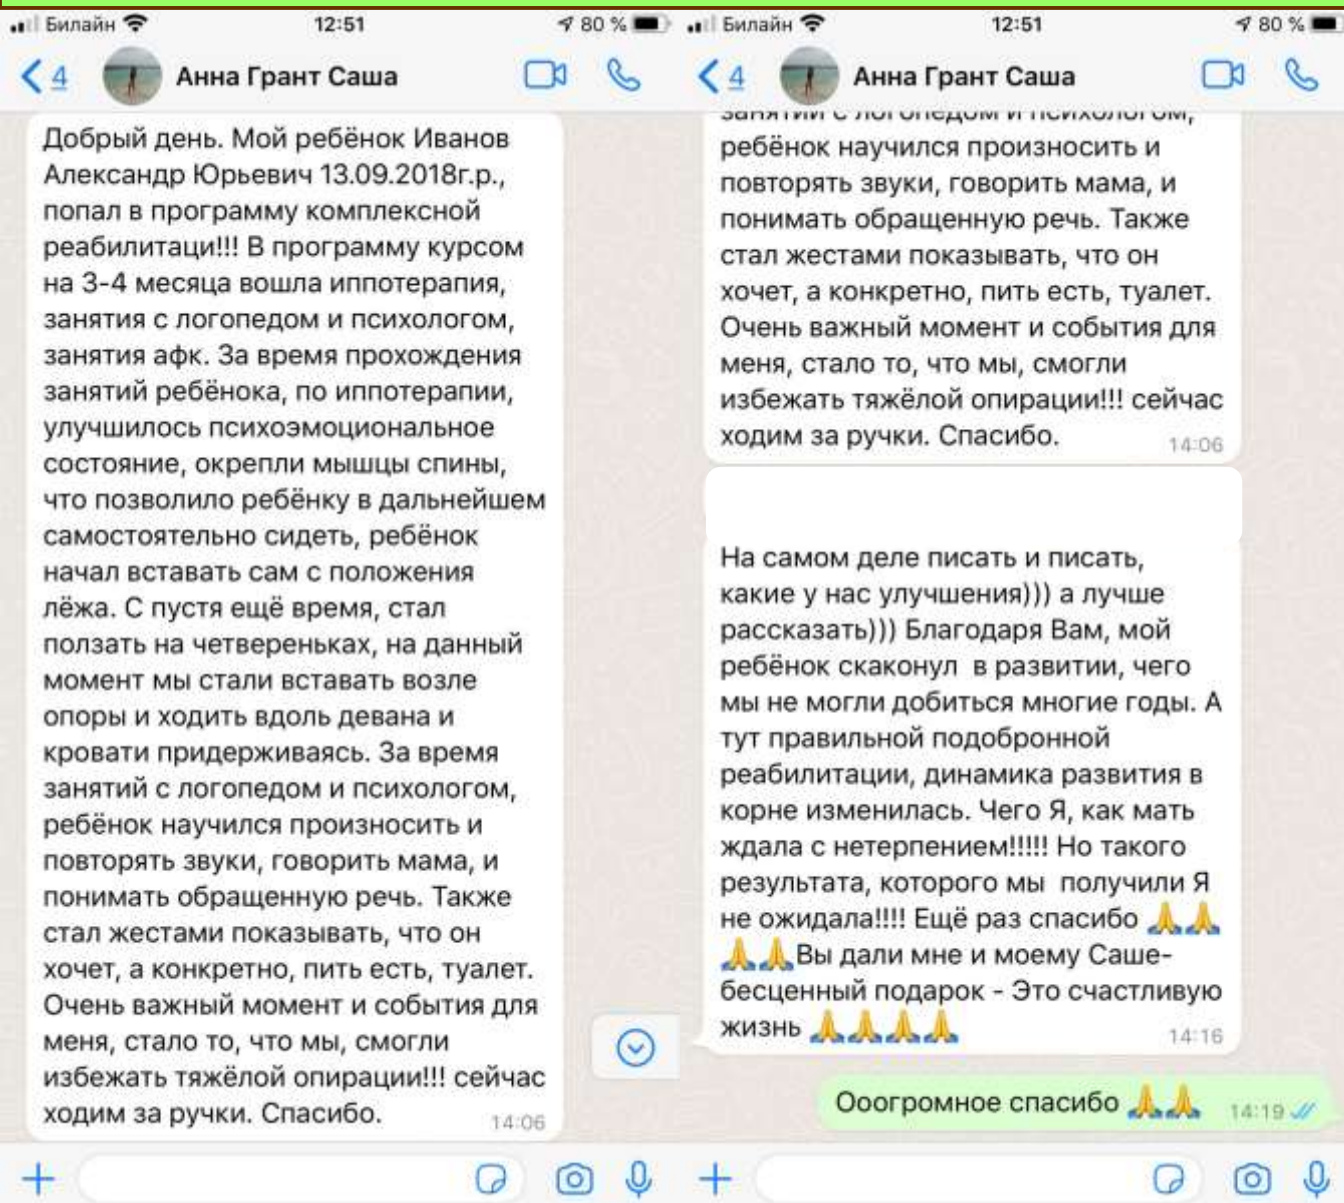 Билайн 12:51 80 %
4 Анна Грант Саша
Добрый день. Мой ребёнок Иванов
Александр Юрьевич 13.09.2018г.р.,
попал в программу комплексной
реабилитаци!!! В программу курсом
на 3-4 месяца вошла иппотерапия,
занятия с логопедом и психологом,
занятия афк. За время прохождения
занятий ребёнока, по иппотерапии,
улучшилось психоэмоциональное
состояние, окрепли мышцы спины,
что позволило ребёнку в дальнейшем
самостоятельно сидеть, ребёнок
начал вставать сам с положения
лёжа. С пустя ещё время, стал
ползать на четвереньках, на данный
момент мы стали вставать возле
опоры и ходить вдоль девана и
кровати придерживаясь. За время
занятий с логопедом и психологом,
ребёнок научился произносить и
повторять звуки, говорить мама, и
понимать обращенную речь. Также
стал жестами показывать, что он
хочет, а конкретно, пить есть, туалет.
Очень важный момент и события для
меня, стало то, что мы, смогли
избежать тяжёлой опирации!!! сейчас
ходим за ручки. Спасибо.
14:06
Билайн 12:51 80 %
4 Анна Грант Саша
занятий с логопедом и психологом,
ребёнок научился произносить и
повторять звуки, говорить мама, и
понимать обращенную речь. Также
стал жестами показывать, что он
хочет, а конкретно, пить есть, туалет.
Очень важный момент и события для
меня, стало то, что мы, смогли
избежать тяжёлой опирации!!! сейчас
ходим за ручки. Спасибо.
14:06
На самом деле писать и писать,
какие у нас улучшения))) а лучше
рассказать))) Благодаря Вам, мой
ребёнок скаконул в развитии, чего
мы не могли добиться многие годы. А
тут правильной подобронной
реабилитации, динамика развития в
корне изменилась. Чего Я, как мать
ждала с нетерпением!!!!! Но такого
результата, которого мы получили Я
не ожидала!!!! Ещё раз спасибо 🙏🙏
🙏🙏Вы дали мне и моему Саше-
бесценный подарок - Это счастливую
жизнь 🙏🙏🙏🙏
14:16
Ооогромное спасибо 🙏🙏 14:19